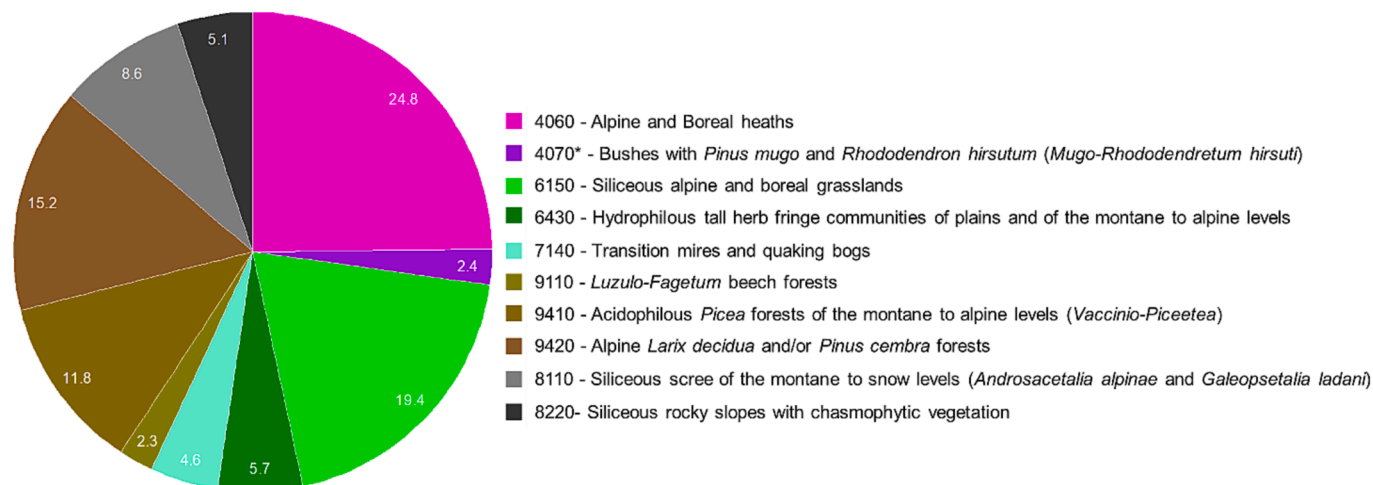 5.1
8.6
24.8
15.2
2.4
11.8
19.4
2.3
4.6
5.7
4060 - Alpine and Boreal heaths
4070* - Bushes with Pinus mugo and Rhododendron hirsutum (Mugo-Rhododendretum hirsuti)
6150 - Siliceous alpine and boreal grasslands
6430 - Hydrophilous tall herb fringe communities of plains and of the montane to alpine levels
7140 - Transition mires and quaking bogs
9110 - Luzulo-Fagetum beech forests
9410 - Acidophilous Picea forests of the montane to alpine levels (Vaccinio-Piceetea)
9420 - Alpine Larix decidua and/or Pinus cembra forests
8110 - Siliceous scree of the montane to snow levels (Androsacetalia alpinae and Galeopsetalia ladani)
8220- Siliceous rocky slopes with chasmophytic vegetation